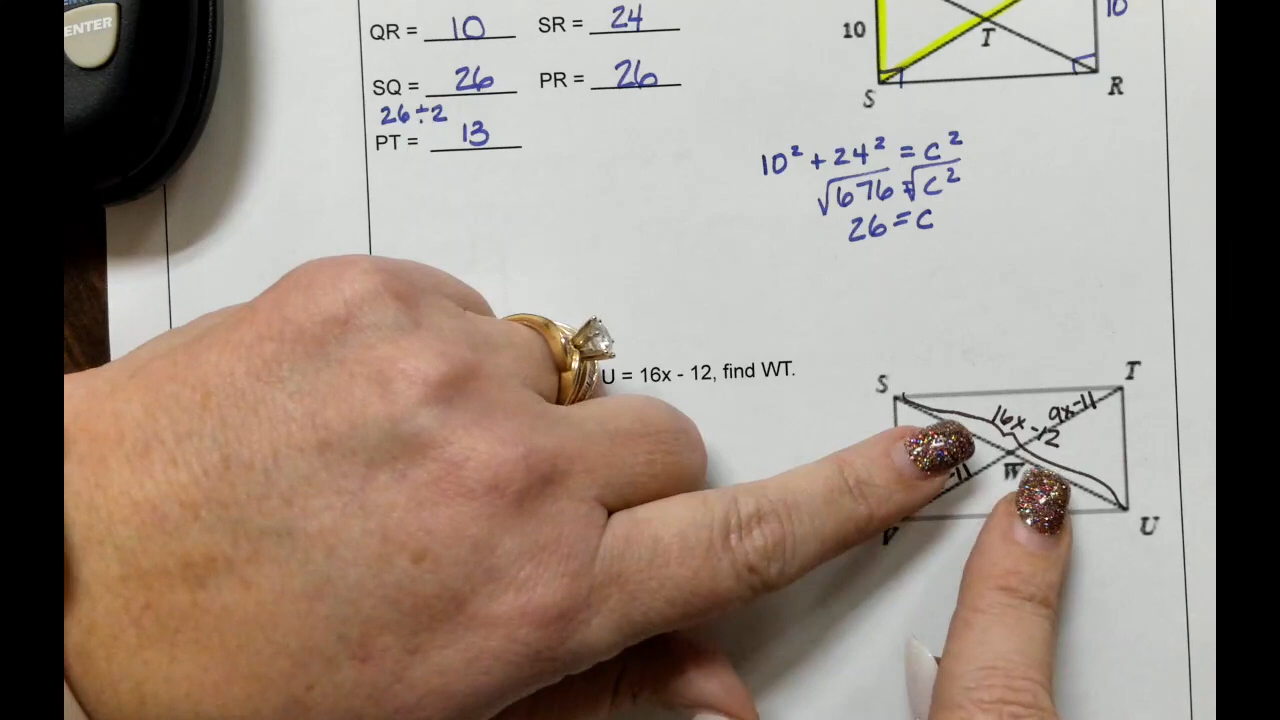 ENTER
QR = 10 SR = 24
SQ = 26 PR = 26
26 ÷ 2
PT = 13
10
10
T
S
R
10² + 24² = c²
√676 = √c²
26 = c
U = 16x - 12, find WT.
S
T
16x - 12
9x-11
-11
W
V
U